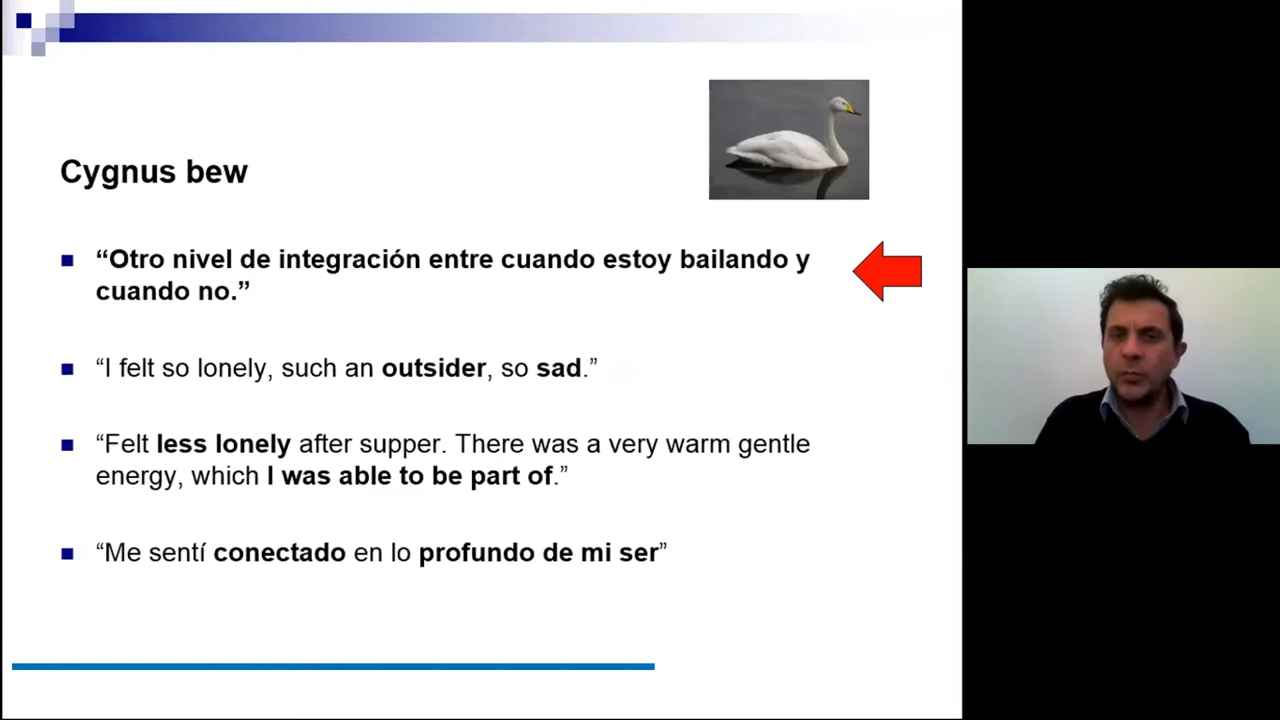 Cygnus bew
“Otro nivel de integración entre cuando estoy bailando y
cuando no.”
“I felt so lonely, such an outsider, so sad.”
“Felt less lonely after supper. There was a very warm gentle
energy, which I was able to be part of.”
“Me sentí conectado en lo profundo de mi ser”